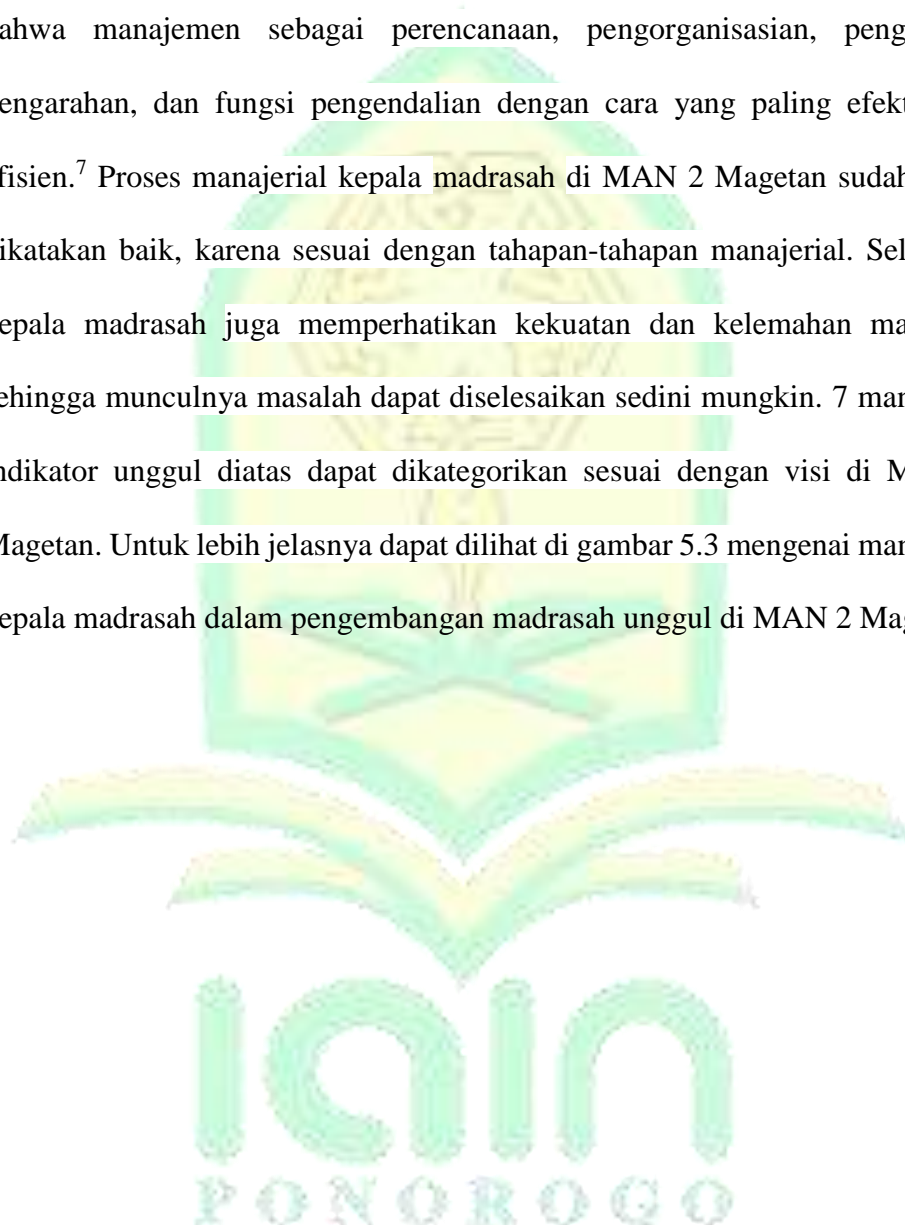 ahwa manajemen sebagai perencanaan, pengorganisasian, peng
engarahan, dan fungsi pengendalian dengan cara yang paling efekt
fisien.7 Proses manajerial kepala madrasah di MAN 2 Magetan sudah
ikatakan baik, karena sesuai dengan tahapan-tahapan manajerial. Sel
epala madrasah juga memperhatikan kekuatan dan kelemahan ma
ehingga munculnya masalah dapat diselesaikan sedini mungkin. 7 man
ndikator unggul diatas dapat dikategorikan sesuai dengan visi di M
Magetan. Untuk lebih jelasnya dapat dilihat di gambar 5.3 mengenai man
epala madrasah dalam pengembangan madrasah unggul di MAN 2 Mag
iain
PONOROGO